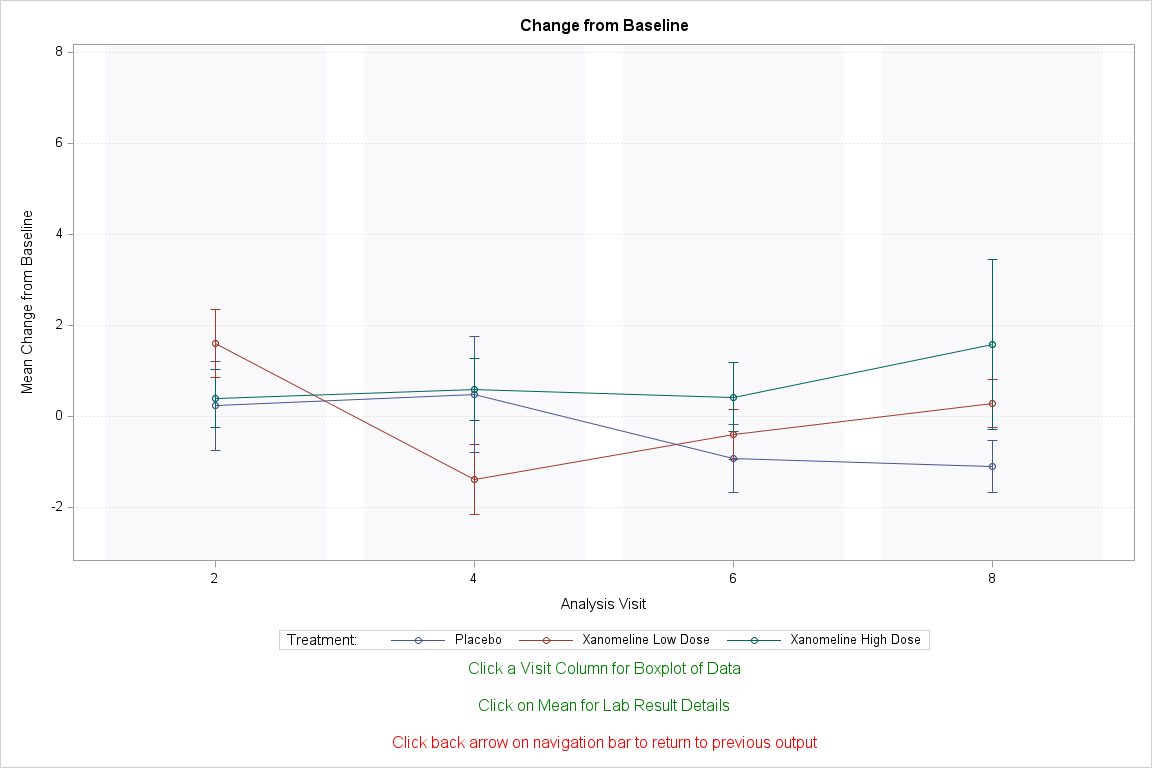 Change from Baseline
Mean Change from Baseline
8
6
4
2
0
-2
2 4 6 8
Analysis Visit
Treatment: Placebo Xanomeline Low Dose Xanomeline High Dose
Click a Visit Column for Boxplot of Data
Click on Mean for Lab Result Details
Click back arrow on navigation bar to return to previous output